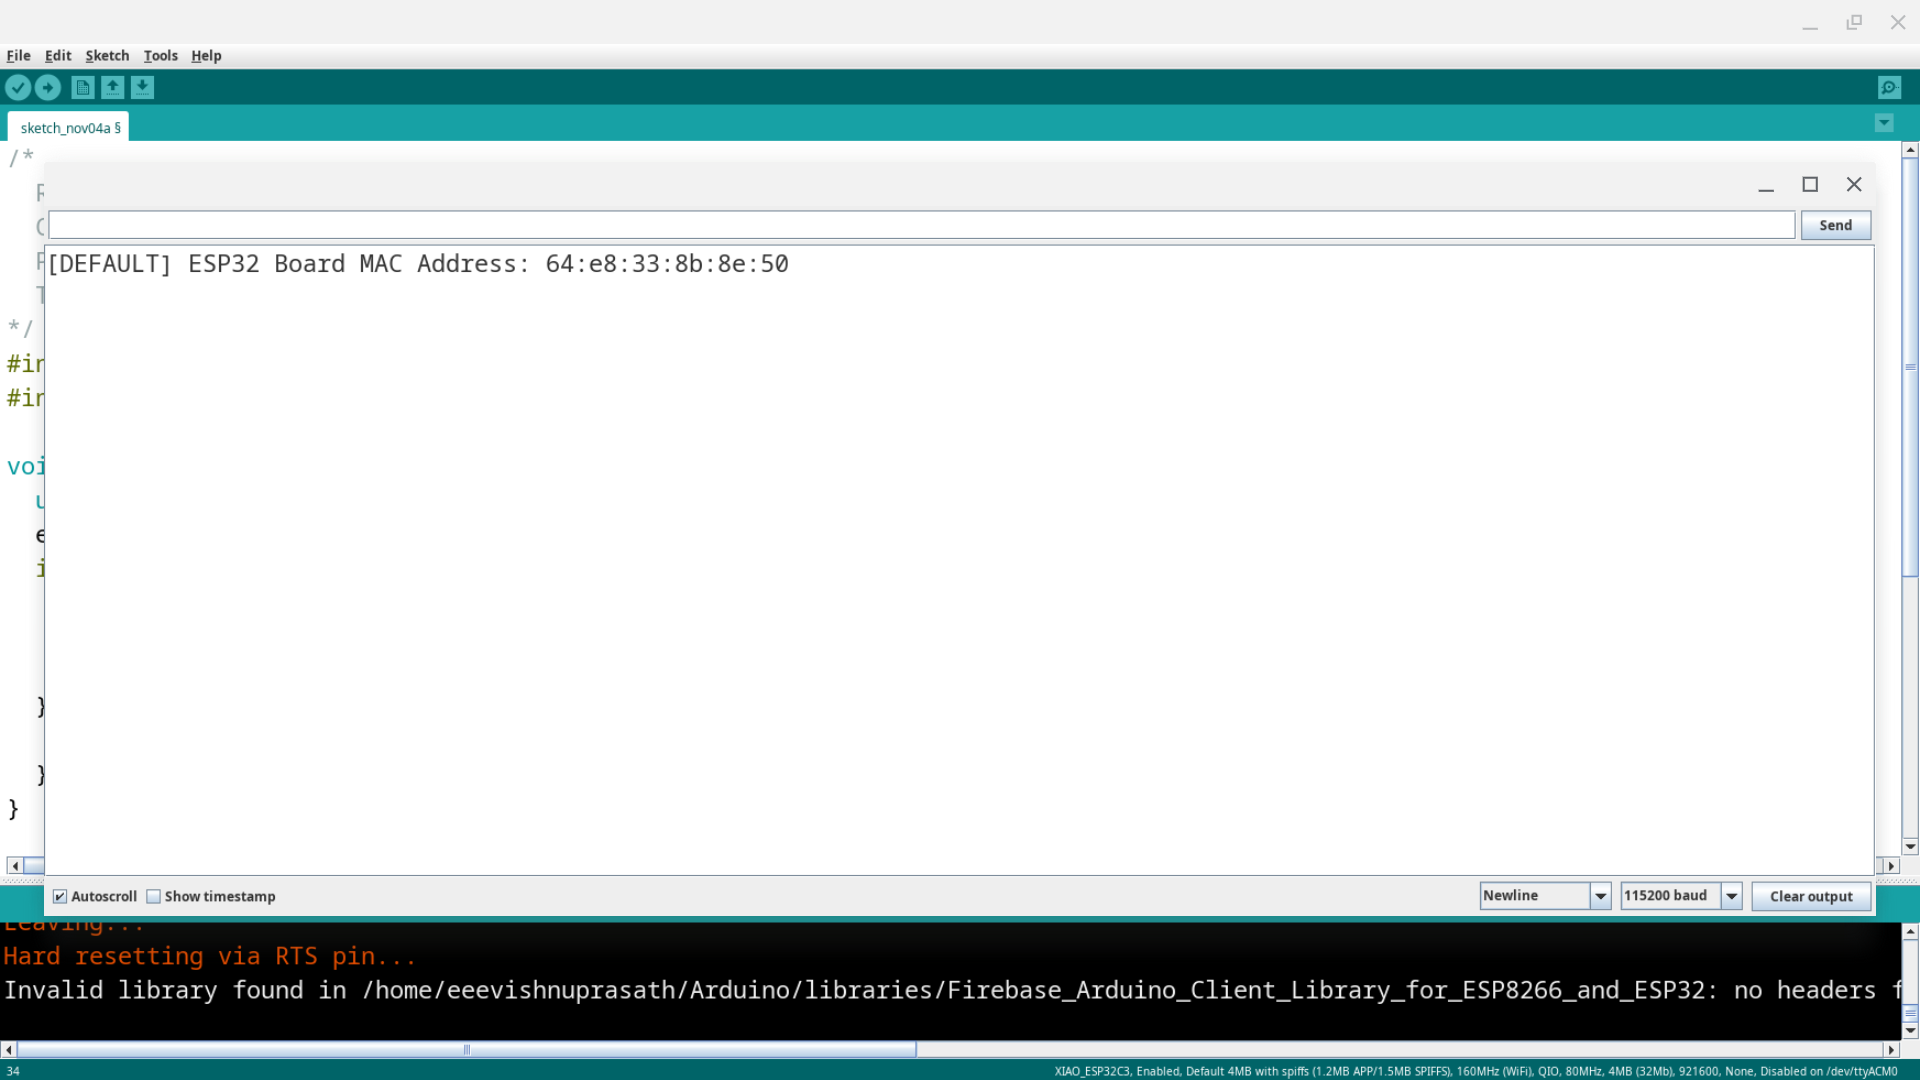 File Edit Sketch Tools Help
sketch_nov04a §
/*
Send
[DEFAULT] ESP32 Board MAC Address: 64:e8:33:8b:8e:50
*/
#in
#in
voi
}
}
}
Autoscroll Show timestamp Newline 115200 baud Clear output
Leaving...
Hard resetting via RTS pin...
Invalid library found in /home/eeevishnuprasath/Arduino/libraries/Firebase_Arduino_Client_Library_for_ESP8266_and_ESP32: no headers f
34 XIAO_ESP32C3, Enabled, Default 4MB with spiffs (1.2MB APP/1.5MB SPIFFS), 160MHz (WiFi), QIO, 80MHz, 4MB (32Mb), 921600, None, Disabled on /dev/ttyACM0